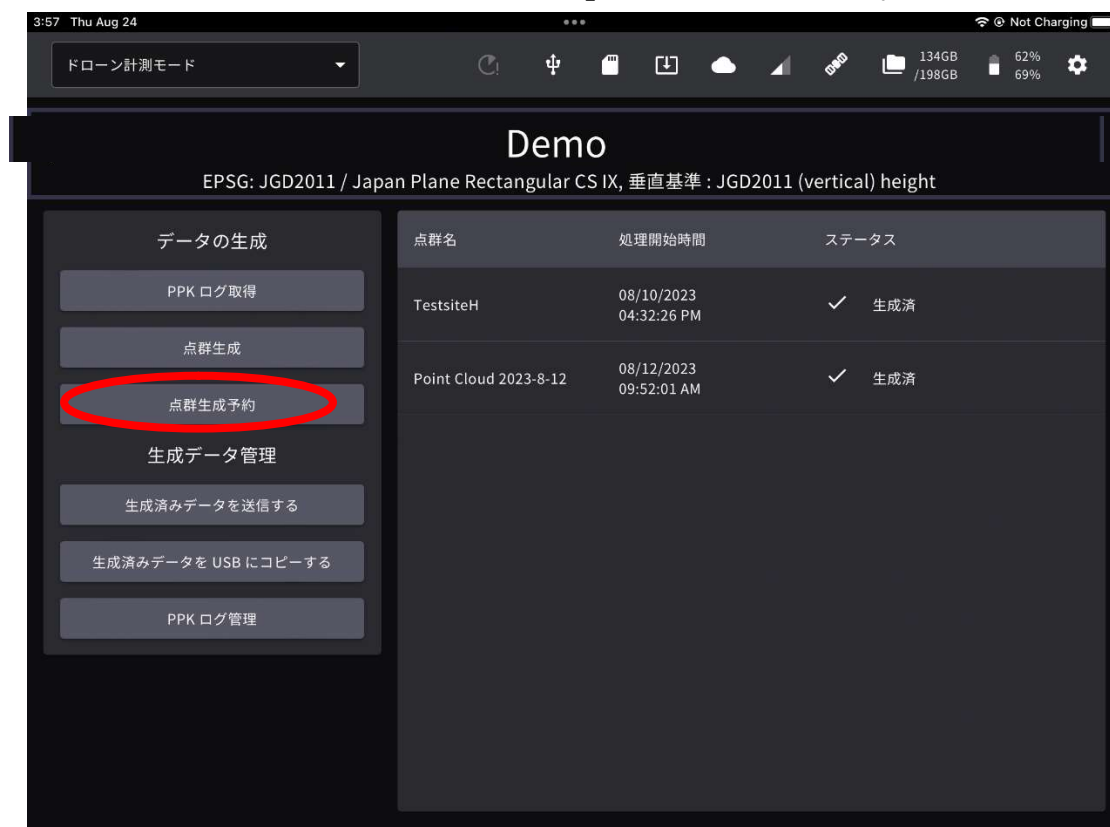 3:57 Thu Aug 24
Not Charging
ドローン計測モード
134GB
/198GB
62%
69%
Demo
EPSG: JGD2011 / Japan Plane Rectangular CS IX, 垂直基準 : JGD2011 (vertical) height
データの生成
PPK ログ取得
点群生成
点群生成予約
生成データ管理
生成済みデータを送信する
生成済みデータを USB にコピーする
PPK ログ管理
点群名 処理開始時間 ステータス
TestsiteH 08/10/2023 04:32:26 PM 生成済
Point Cloud 2023-8-12 08/12/2023 09:52:01 AM 生成済